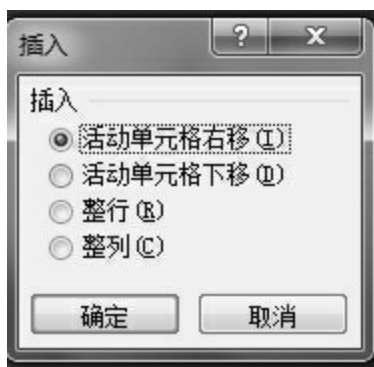 插入
插入
活动单元格右移(I)
活动单元格下移(D)
整行(R)
整列(C)
确定
取消